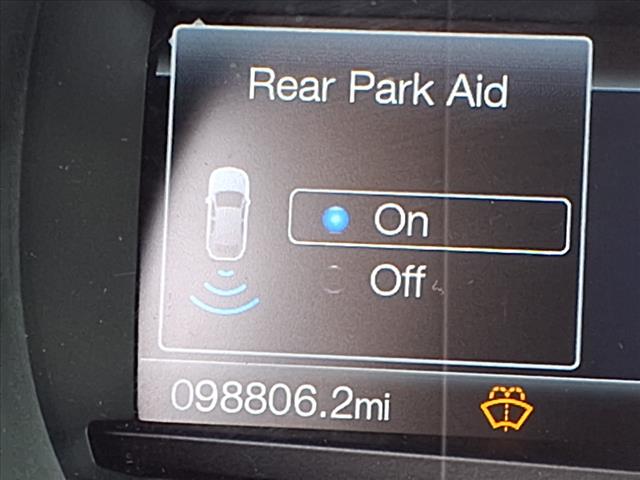 Rear Park Aid
On
Off
098806.2mi